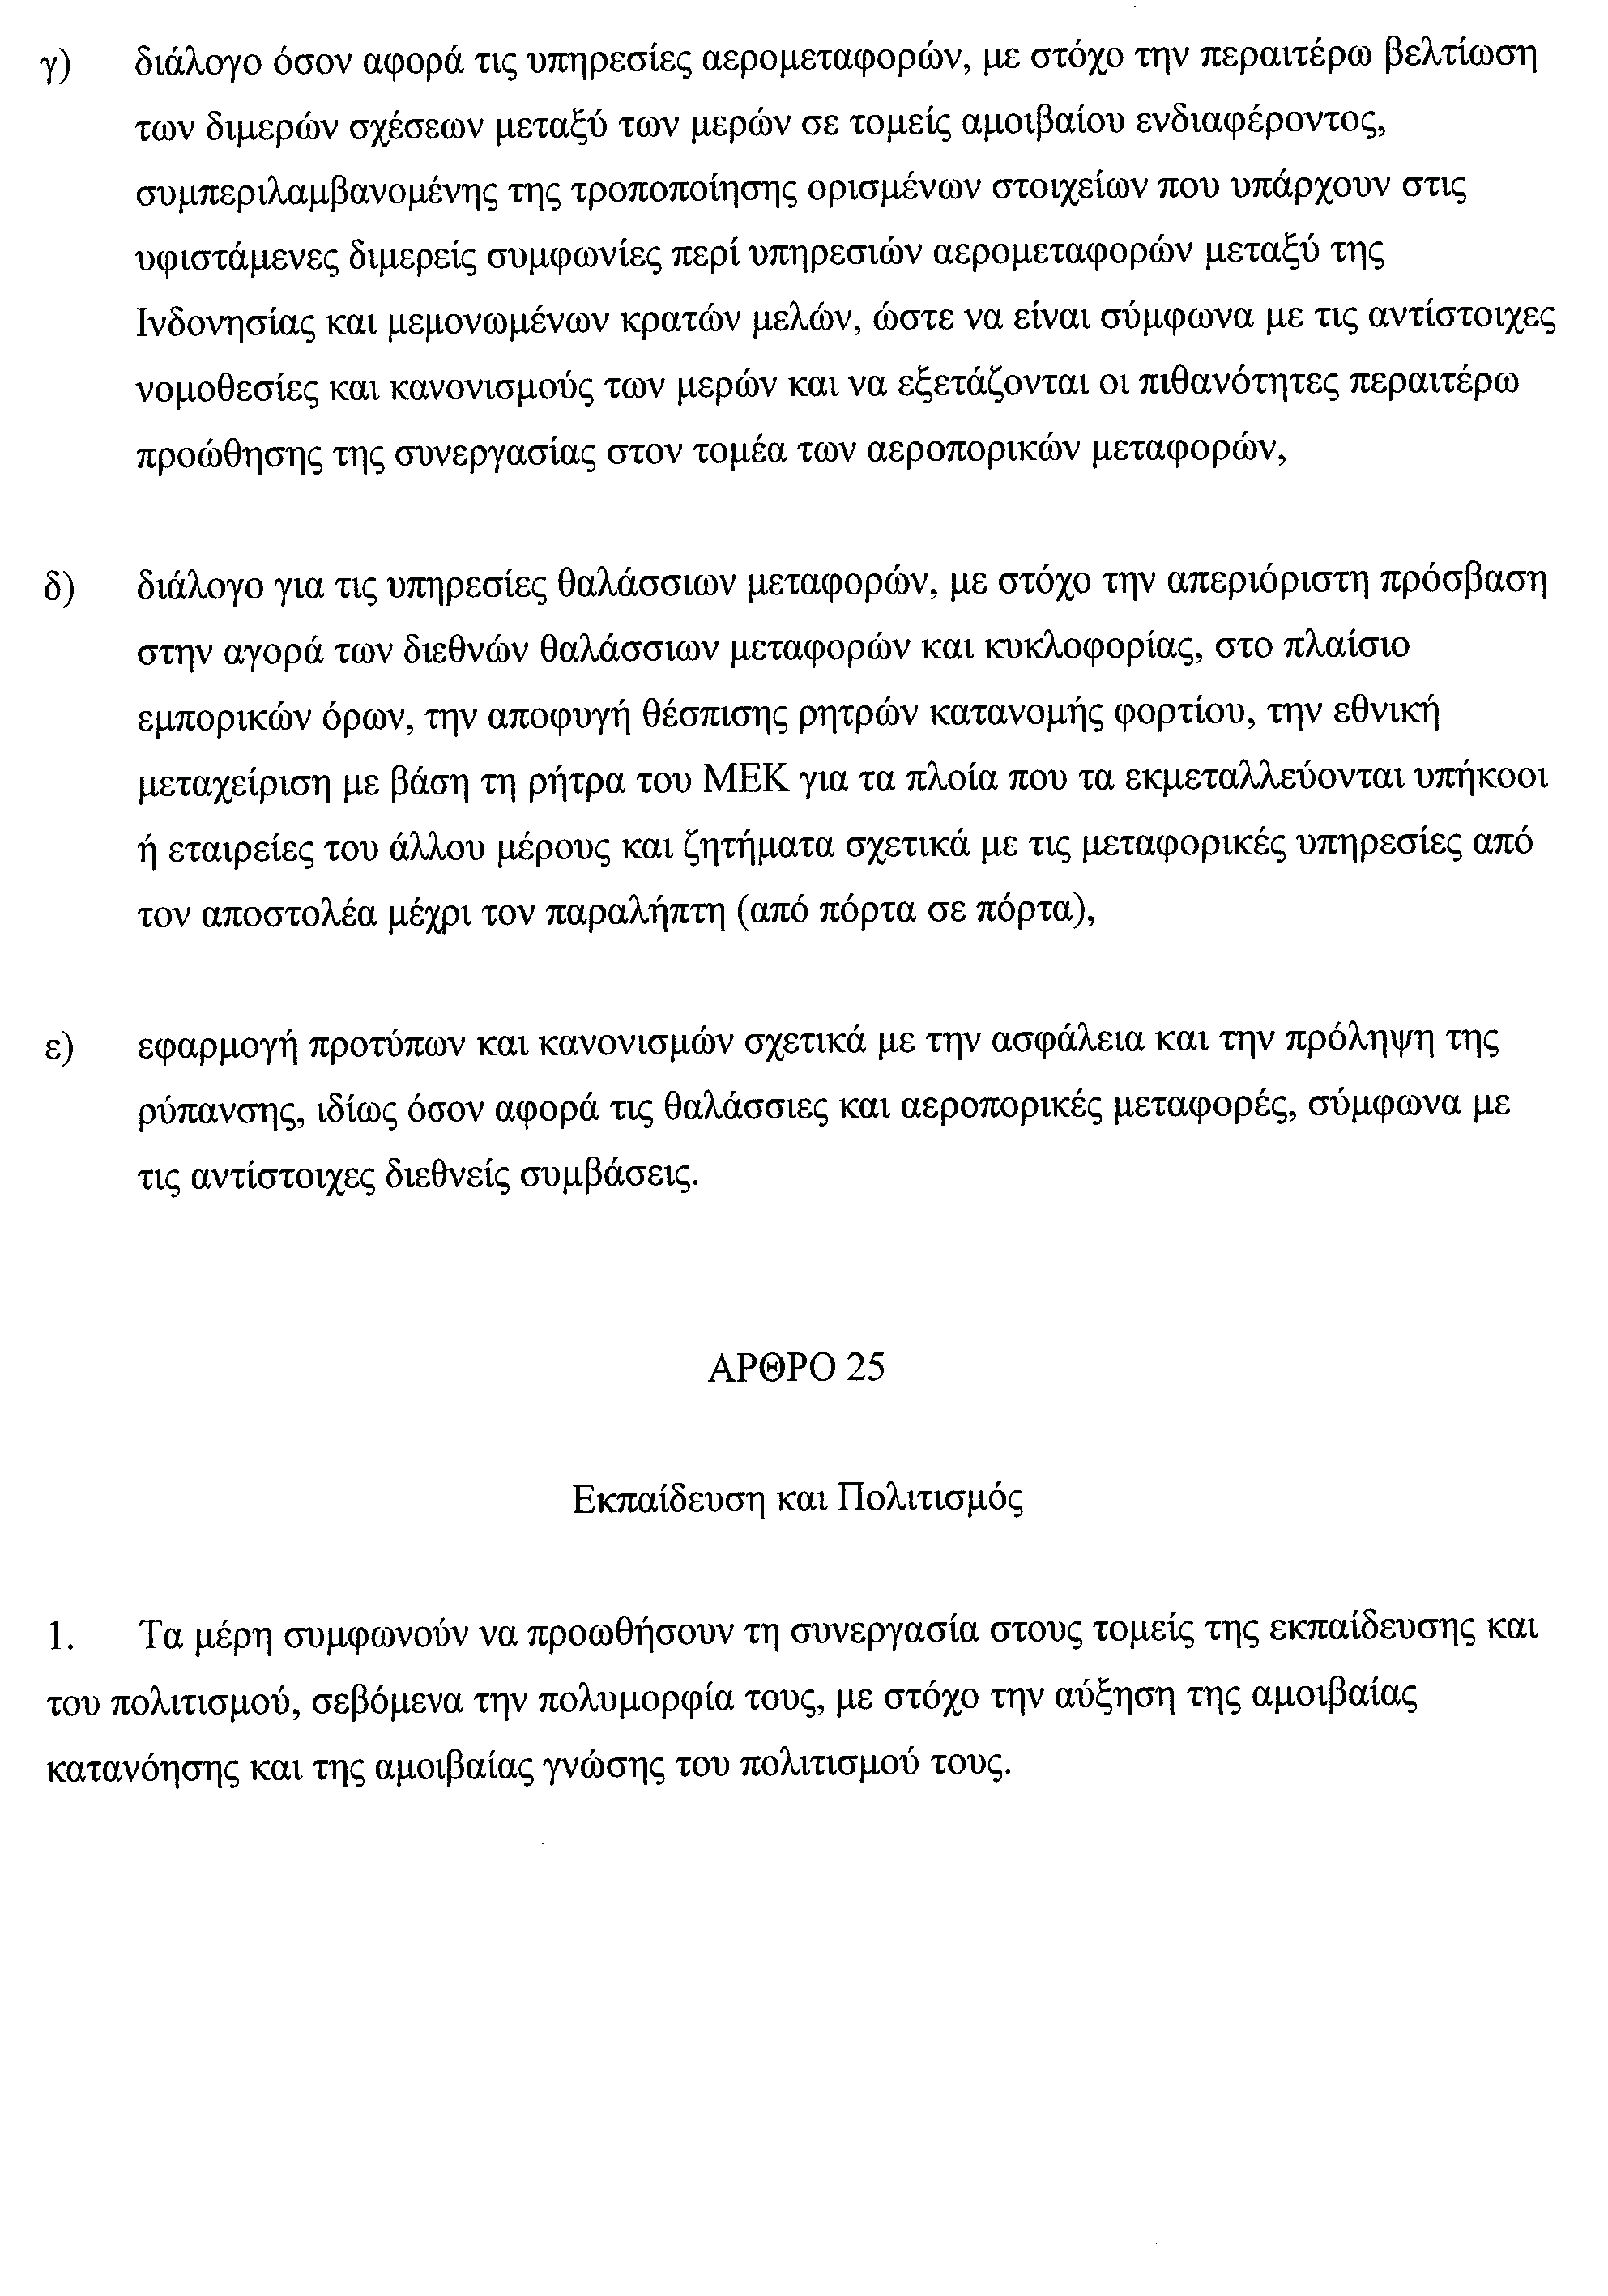 γ) διάλογο όσον αφορά τις υπηρεσίες αερομεταφορών, με στόχο την περαιτέρω βελτίωση
των διμερών σχέσεων μεταξύ των μερών σε τομείς αμοιβαίου ενδιαφέροντος,
συμπεριλαμβανομένης της τροποποίησης ορισμένων στοιχείων που υπάρχουν στις
υφιστάμενες διμερείς συμφωνίες περί υπηρεσιών αερομεταφορών μεταξύ της
Ινδονησίας και μεμονωμένων κρατών μελών, ώστε να είναι σύμφωνα με τις αντίστοιχες
νομοθεσίες και κανονισμούς των μερών και να εξετάζονται οι πιθανότητες περαιτέρω
προώθησης της συνεργασίας στον τομέα των αεροπορικών μεταφορών,
δ) διάλογο για τις υπηρεσίες θαλάσσιων μεταφορών, με στόχο την απεριόριστη πρόσβαση
στην αγορά των διεθνών θαλάσσιων μεταφορών και κυκλοφορίας, στο πλαίσιο
εμπορικών όρων, την αποφυγή θέσπισης ρητρών κατανομής φορτίου, την εθνική
μεταχείριση με βάση τη ρήτρα του ΜΕΚ για τα πλοία που τα εκμεταλλεύονται υπήκοοι
ή εταιρείες του άλλου μέρους και ζητήματα σχετικά με τις μεταφορικές υπηρεσίες από
τον αποστολέα μέχρι τον παραλήπτη (από πόρτα σε πόρτα),
ε) εφαρμογή προτύπων και κανονισμών σχετικά με την ασφάλεια και την πρόληψη της
ρύπανσης, ιδίως όσον αφορά τις θαλάσσιες και αεροπορικές μεταφορές, σύμφωνα με
τις αντίστοιχες διεθνείς συμβάσεις.
ΑΡΘΡΟ 25
Εκπαίδευση και Πολιτισμός
1. Τα μέρη συμφωνούν να προωθήσουν τη συνεργασία στους τομείς της εκπαίδευσης και
του πολιτισμού, σεβόμενα την πολυμορφία τους, με στόχο την αύξηση της αμοιβαίας
κατανόησης και της αμοιβαίας γνώσης του πολιτισμού τους.